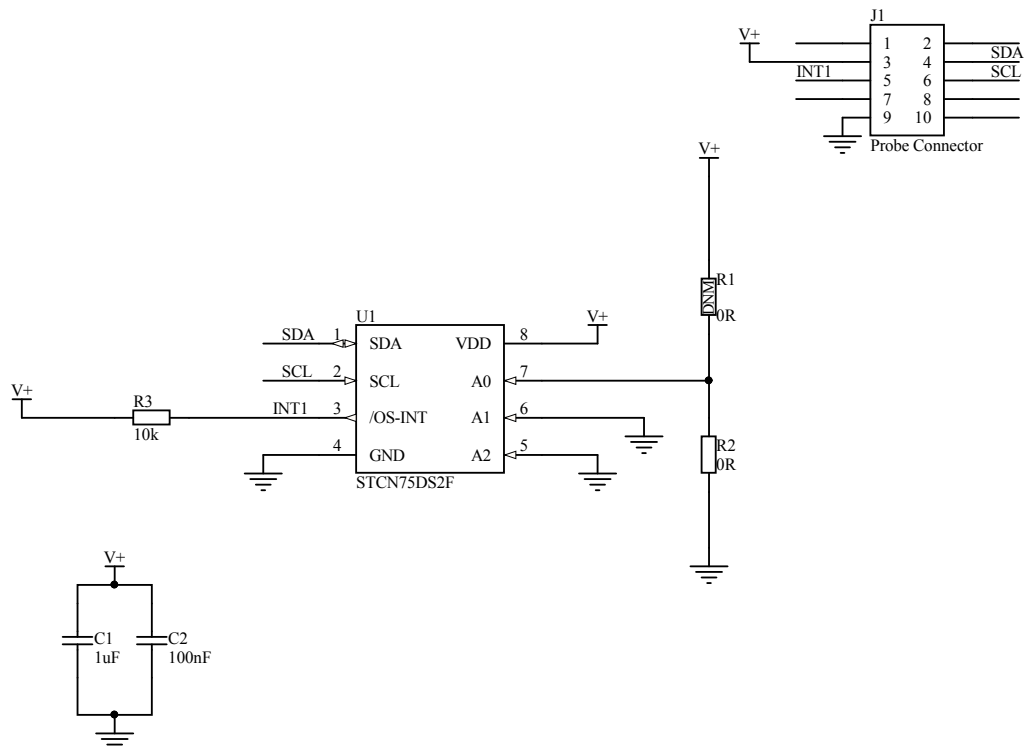 J1
V+
1 2
SDA
3 4
INT1 SCL
5 6
7 8
9 10
Probe Connector
V+
R1
DNM
0R
U1
V+
SDA 1 SDA VDD 8
SCL 2 SCL A0 7
V+
R3 INT1 3 /OS-INT A1 6
10k
4 GND A2 5
STCN75DS2F
R2
0R
V+
C1 C2
1uF 100nF